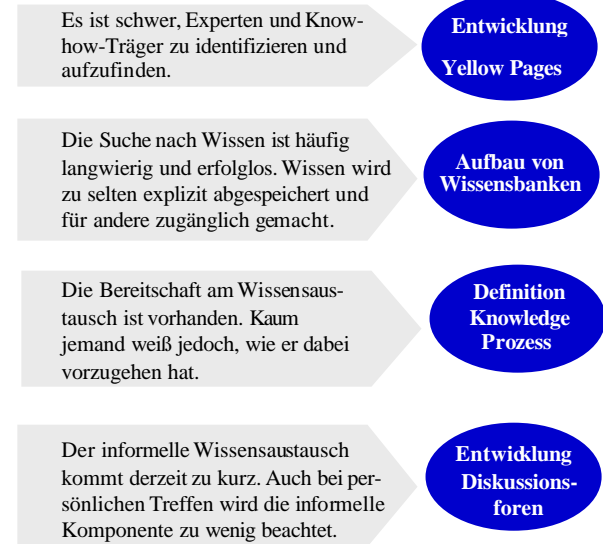 Es ist schwer, Experten und Know-
how-Träger zu identifizieren und
aufzufinden.
Entwicklung
Yellow Pages
Die Suche nach Wissen ist häufig
langwierig und erfolglos. Wissen wird
zu selten explizit abgespeichert und
für andere zugänglich gemacht.
Aufbau von
Wissensbanken
Die Bereitschaft am Wissensaus-
tausch ist vorhanden. Kaum
jemand weiß jedoch, wie er dabei
vorzugehen hat.
Definition
Knowledge
Prozess
Der informelle Wissensaustausch
kommt derzeit zu kurz. Auch bei per-
sönlichen Treffen wird die informelle
Komponente zu wenig beachtet.
Entwicklung
Diskussions-
foren